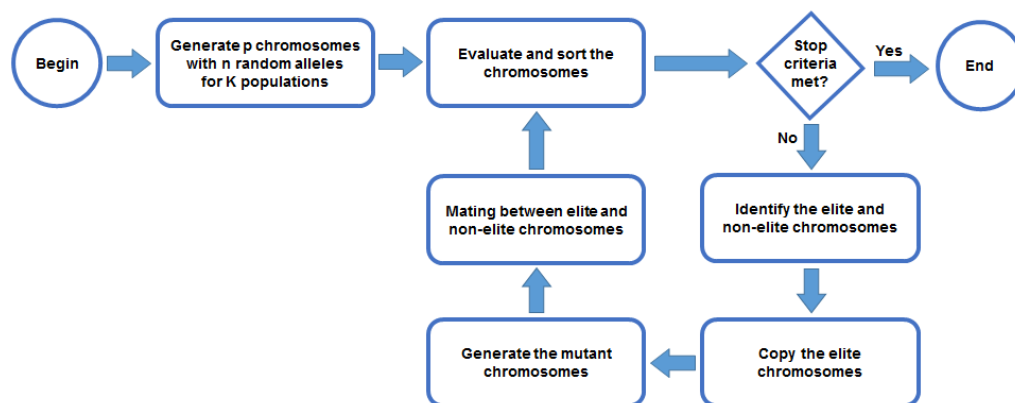 Begin
Generate p chromosomes
with n random alleles
for K populations
Evaluate and sort the
chromosomes
Stop
criteria
met?
Yes
End
No
Mating between elite and
non-elite chromosomes
Identify the elite and
non-elite chromosomes
Generate the mutant
chromosomes
Copy the elite
chromosomes